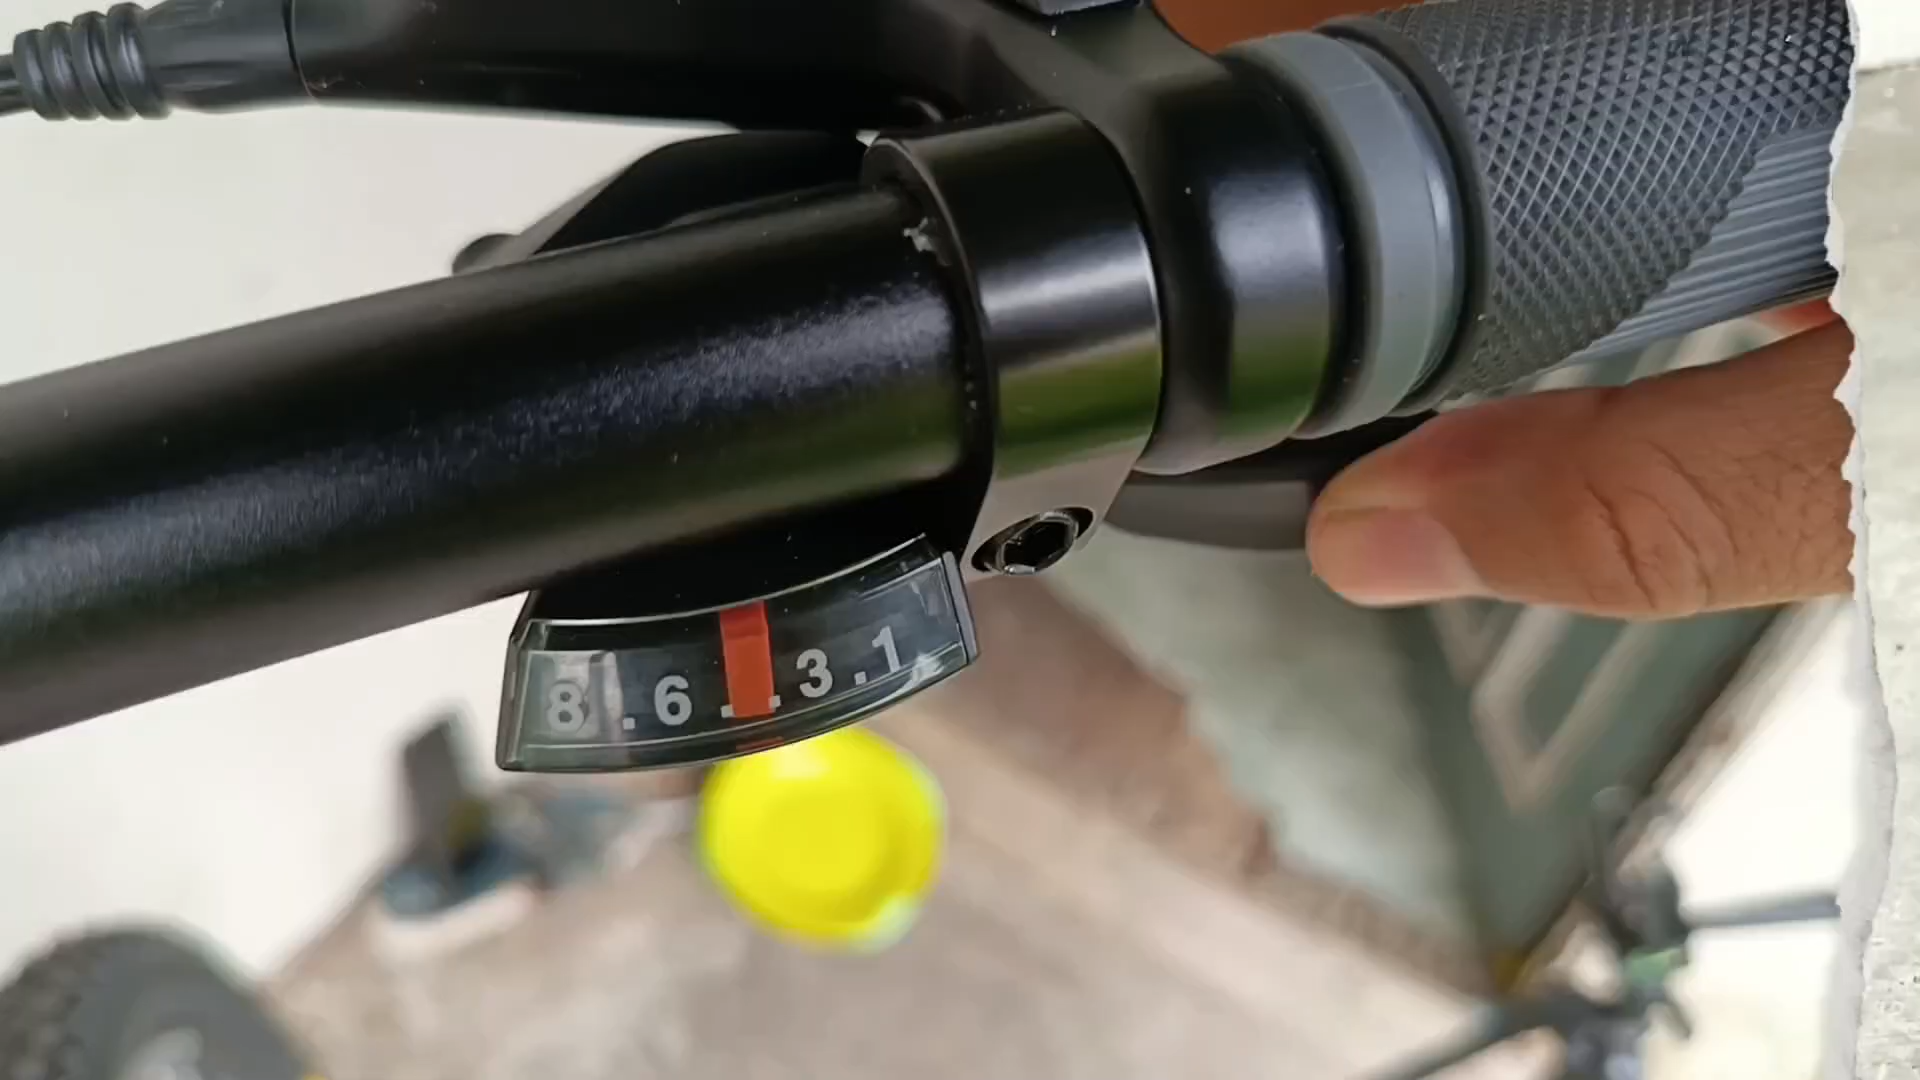 8 . 6 . . 3 . 1